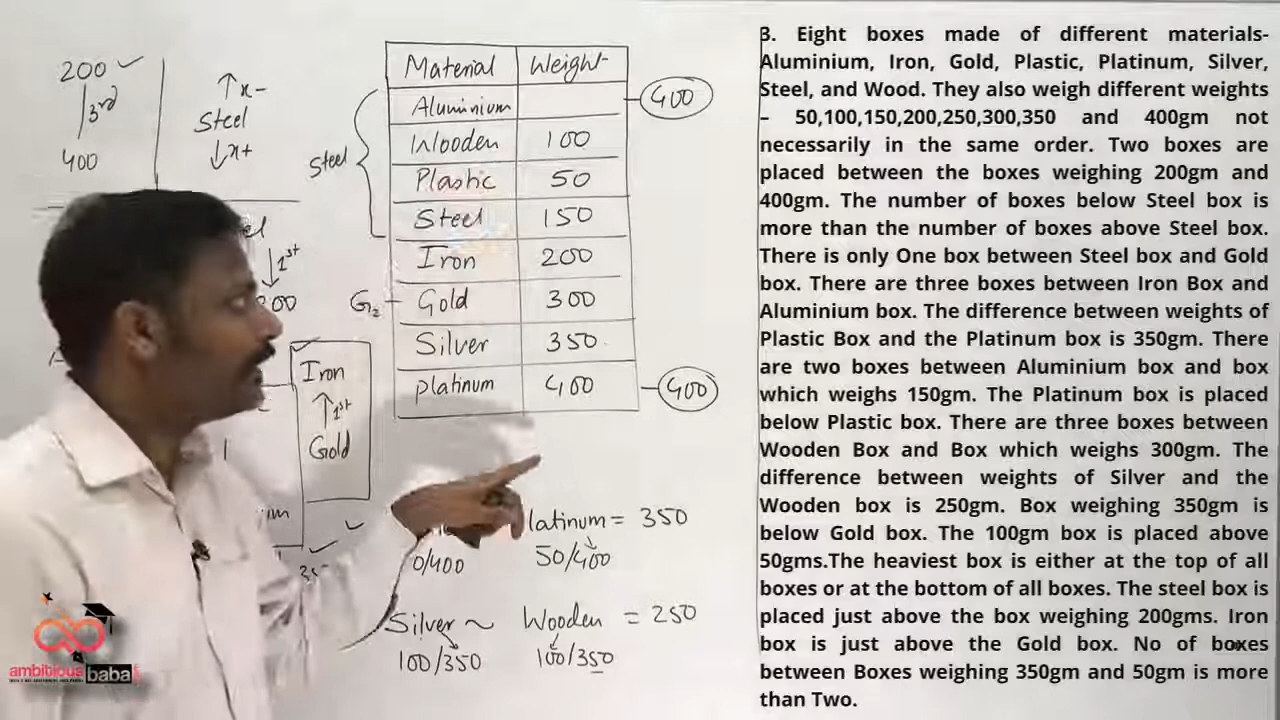 200
3rd
400
x-
Steel
x+
el
1st
200
Steel
G2
Material Weight
Aluminium
Wooden 100
Plastic 50
Steel 150
Iron 200
Gold 300
Silver 350
platinum 400
400
400
Iron
1st
Gold
latinum = 350
0/400 50/400
Silver ~ Wooden = 250
100/350 100/350
3. Eight boxes made of different materials-
Aluminium, Iron, Gold, Plastic, Platinum, Silver,
Steel, and Wood. They also weigh different weights
– 50,100,150,200,250,300,350 and 400gm not
necessarily in the same order. Two boxes are
placed between the boxes weighing 200gm and
400gm. The number of boxes below Steel box is
more than the number of boxes above Steel box.
There is only One box between Steel box and Gold
box. There are three boxes between Iron Box and
Aluminium box. The difference between weights of
Plastic Box and the Platinum box is 350gm. There
are two boxes between Aluminium box and box
which weighs 150gm. The Platinum box is placed
below Plastic box. There are three boxes between
Wooden Box and Box which weighs 300gm. The
difference between weights of Silver and the
Wooden box is 250gm. Box weighing 350gm is
below Gold box. The 100gm box is placed above
50gms.The heaviest box is either at the top of all
boxes or at the bottom of all boxes. The steel box is
placed just above the box weighing 200gms. Iron
box is just above the Gold box. No of boxes
between Boxes weighing 350gm and 50gm is more
than Two.
ambitious baba